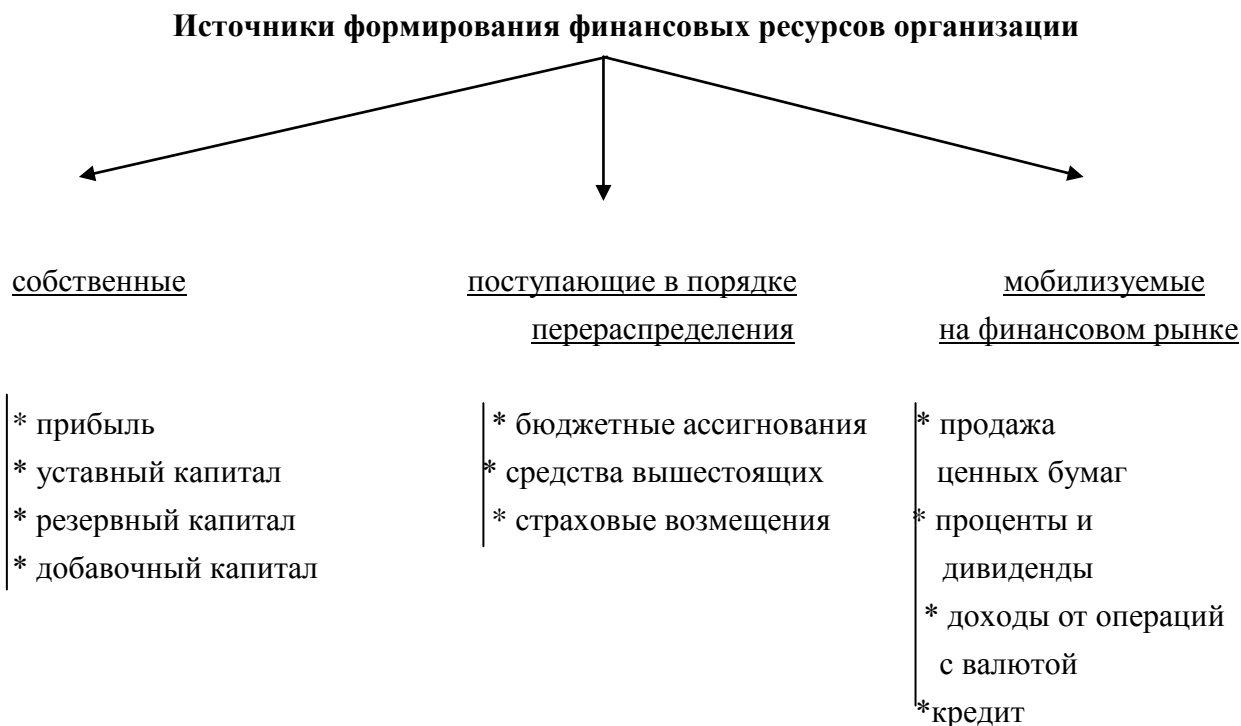 Источники формирования финансовых ресурсов организации
собственные
поступающие в порядке
перераспределения
мобилизуемые
на финансовом рынке
* прибыль
* уставный капитал
* резервный капитал
* добавочный капитал
* бюджетные ассигнования
* средства вышестоящих
* страховые возмещения
* продажа
ценных бумаг
* проценты и
дивиденды
* доходы от операций
с валютой
*кредит